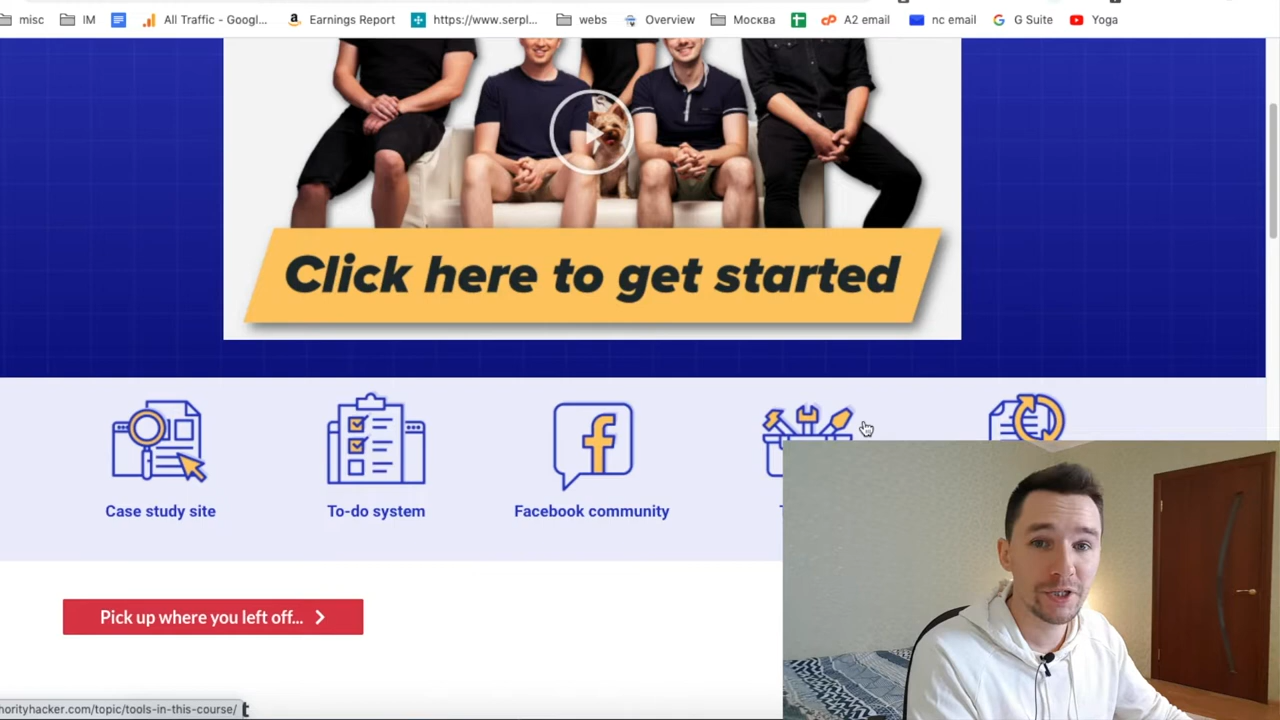 misc
IM
All Traffic - Googl...
Earnings Report
https://www.serpl...
webs
Overview
Москва
A2 email
nc email
G Suite
Yoga
Click here to get started
Case study site
To-do system
Facebook community
Pick up where you left off...
horityhacker.com/topic/tools-in-this-course/